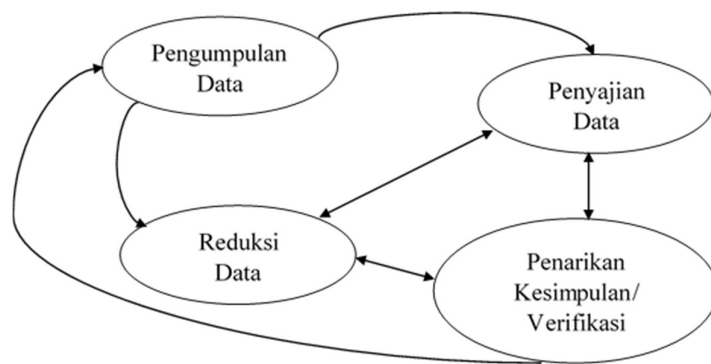 Pengumpulan
Data
Penyajian
Data
Reduksi
Data
Penarikan
Kesimpulan/
Verifikasi